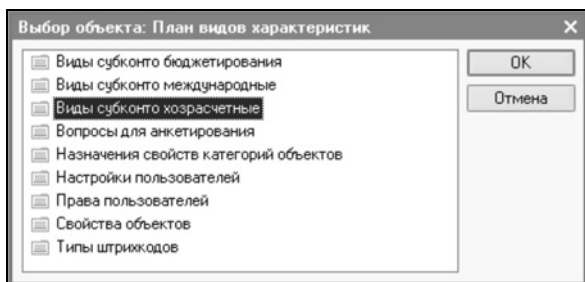 Выбор объекта: План видов характеристик
Виды субконто бюджетирования
Виды субконто международные
Виды субконто хозрасчетные
Вопросы для анкетирования
Назначения свойств категорий объектов
Настройки пользователей
Права пользователей
Свойства объектов
Типы штрихкодов
OK
Отмена